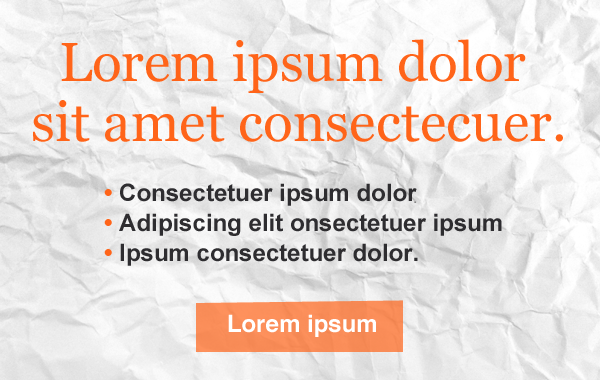 Lorem ipsum dolor
sit amet consectecuer.
• Consectetuer ipsum dolor
• Adipiscing elit onsectetuer ipsum
• Ipsum consectetuer dolor.
Lorem ipsum